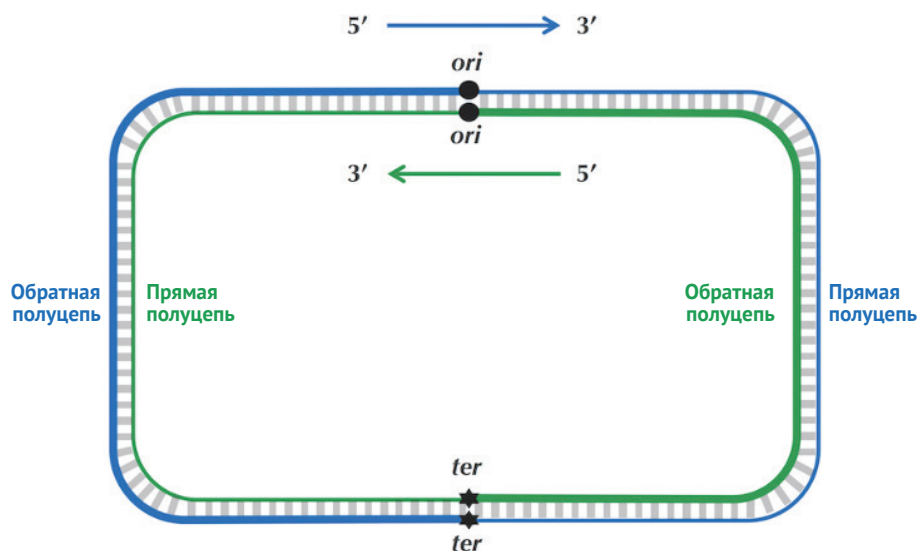 5′ 3′
ori
ori
3′ 5′
Обратная Прямая Обратная Прямая
полуцепь полуцепь полуцепь полуцепь
ter
ter